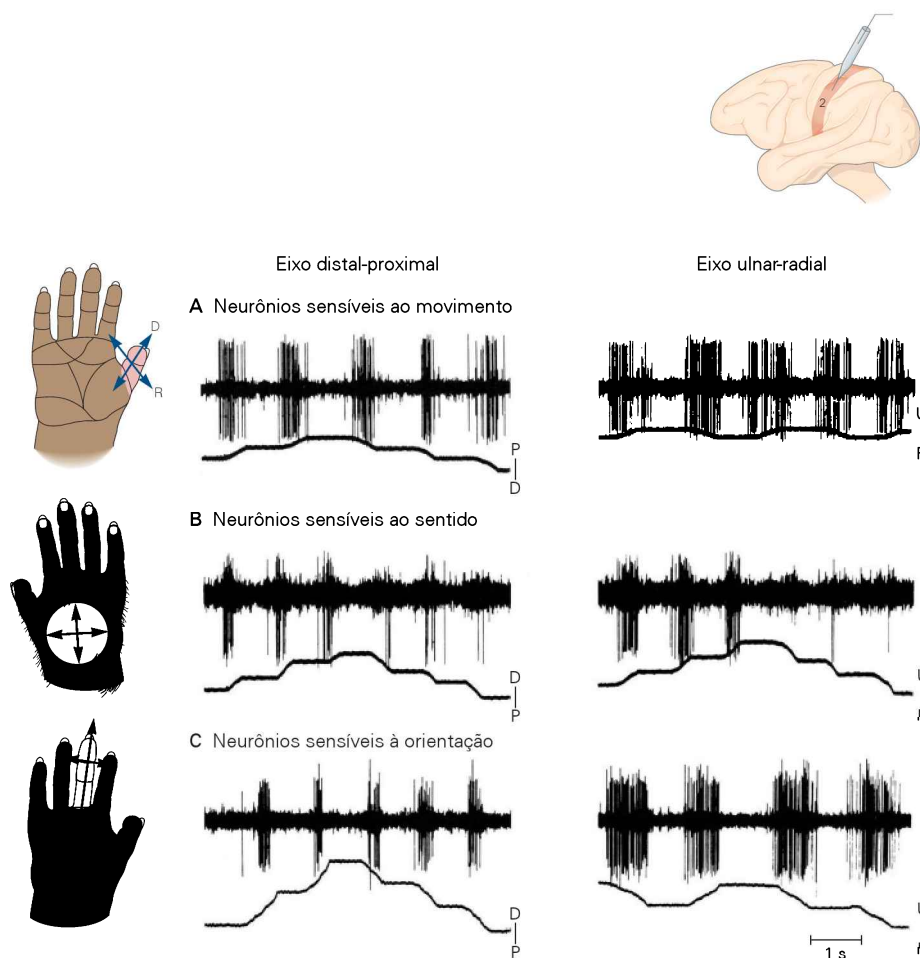 2
Eixo distal-proximal
Eixo ulnar-radial
D
R
A Neurônios sensíveis ao movimento
P
D
U
B Neurônios sensíveis ao sentido
D
P
C Neurônios sensíveis à orientação
D
P
1 s